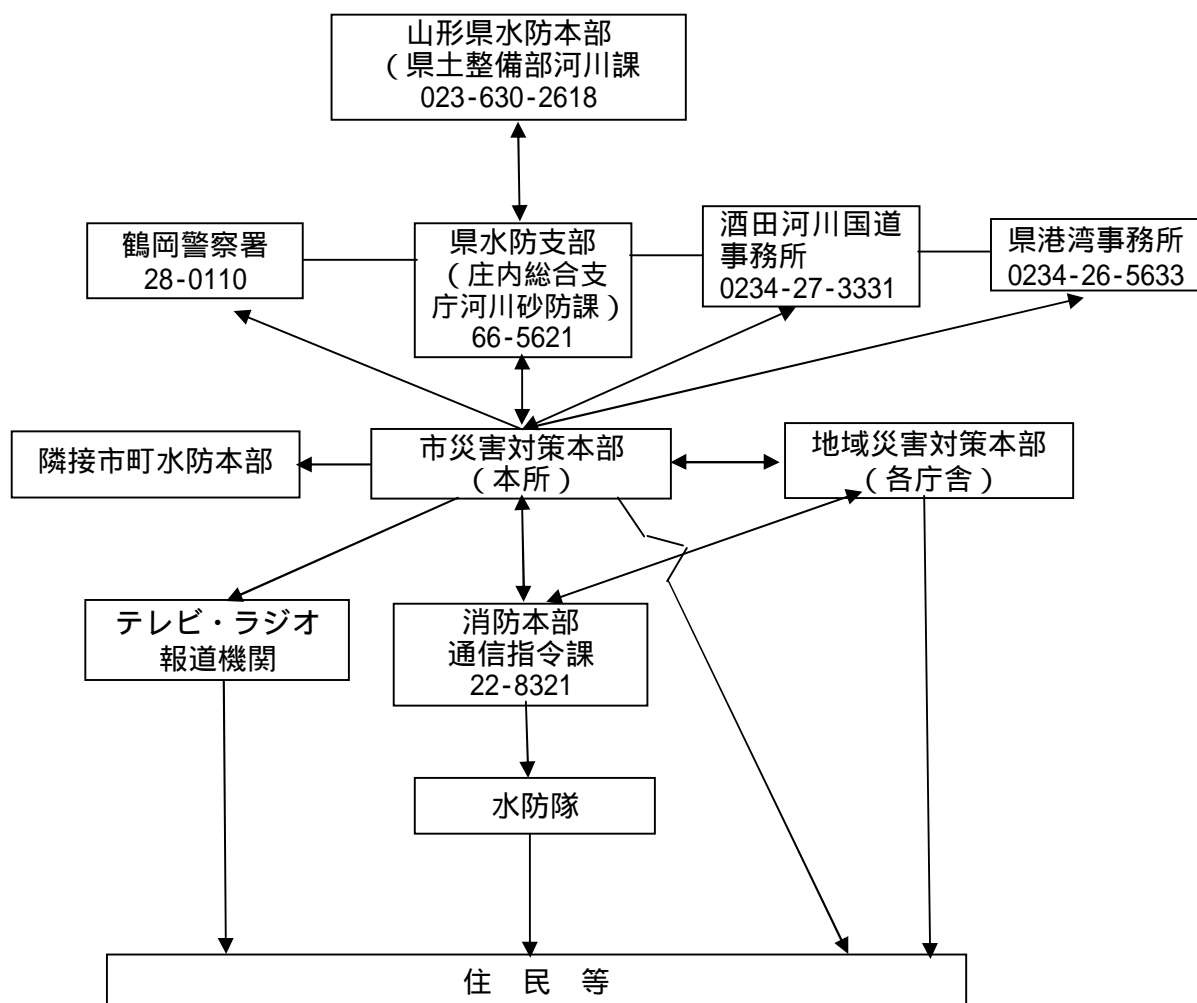 山形県水防本部
(県土整備部河川課
023-630-2618
鶴岡警察署
28-0110
県水防支部
(庄内総合支
庁河川砂防課)
66-5621
酒田河川国道
事務所
0234-27-3331
県港湾事務所
0234-26-5633
隣接市町水防本部
市災害対策本部
(本所)
地域災害対策本部
(各庁舎)
テレビ・ラジオ
報道機関
消防本部
通信指令課
22-8321
水防隊
住 民 等